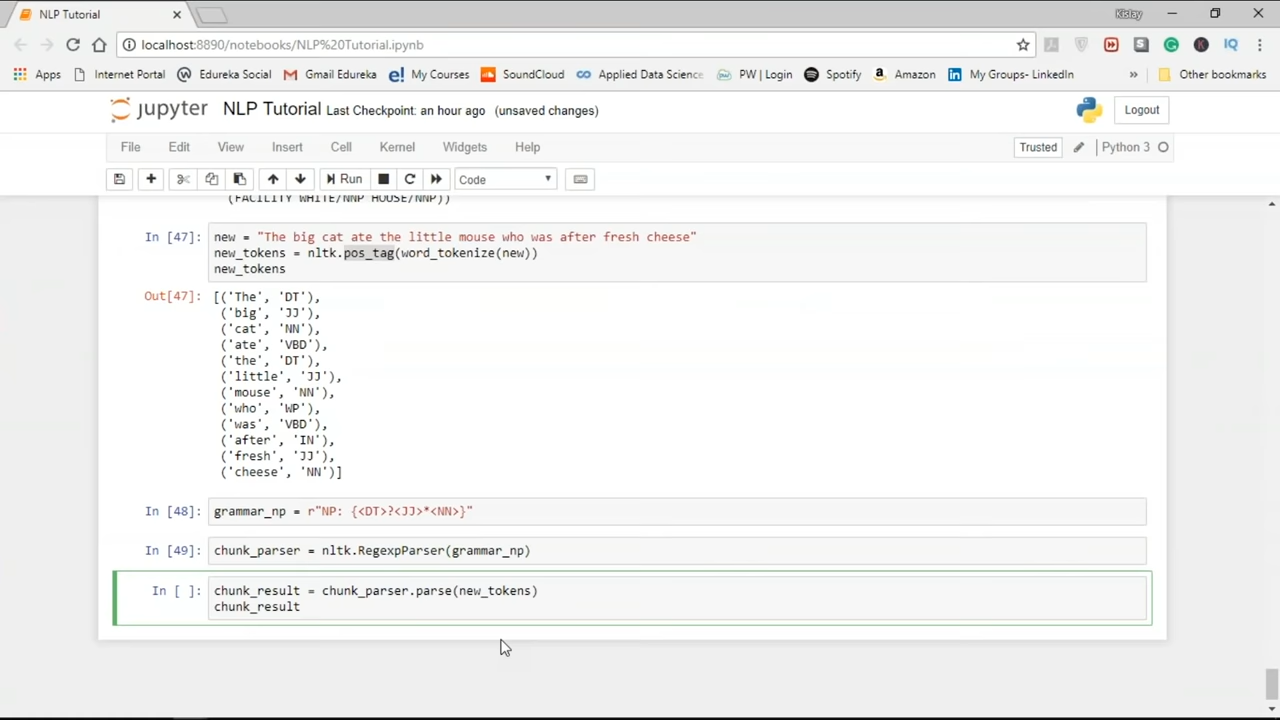 NLP Tutorial
Kislay
localhost:8890/notebooks/NLP%20Tutorial.ipynb
Apps Internet Portal Edureka Social Gmail Edureka My Courses SoundCloud Applied Data Science PW | Login Spotify Amazon My Groups- LinkedIn » Other bookmarks
jupyter NLP Tutorial Last Checkpoint: an hour ago (unsaved changes) Logout
File Edit View Insert Cell Kernel Widgets Help Trusted Python 3
Run Code
(FACILITY WHITE/NNP HOUSE/NNP))
In [47]: new = "The big cat ate the little mouse who was after fresh cheese"
new_tokens = nltk.pos_tag(word_tokenize(new))
new_tokens
Out[47]: [('The', 'DT'),
('big', 'JJ'),
('cat', 'NN'),
('ate', 'VBD'),
('the', 'DT'),
('little', 'JJ'),
('mouse', 'NN'),
('who', 'WP'),
('was', 'VBD'),
('after', 'IN'),
('fresh', 'JJ'),
('cheese', 'NN')]
In [48]: grammar_np = r"NP: {<DT>?<JJ>*<NN>}"
In [49]: chunk_parser = nltk.RegexpParser(grammar_np)
In [ ]: chunk_result = chunk_parser.parse(new_tokens)
chunk_result